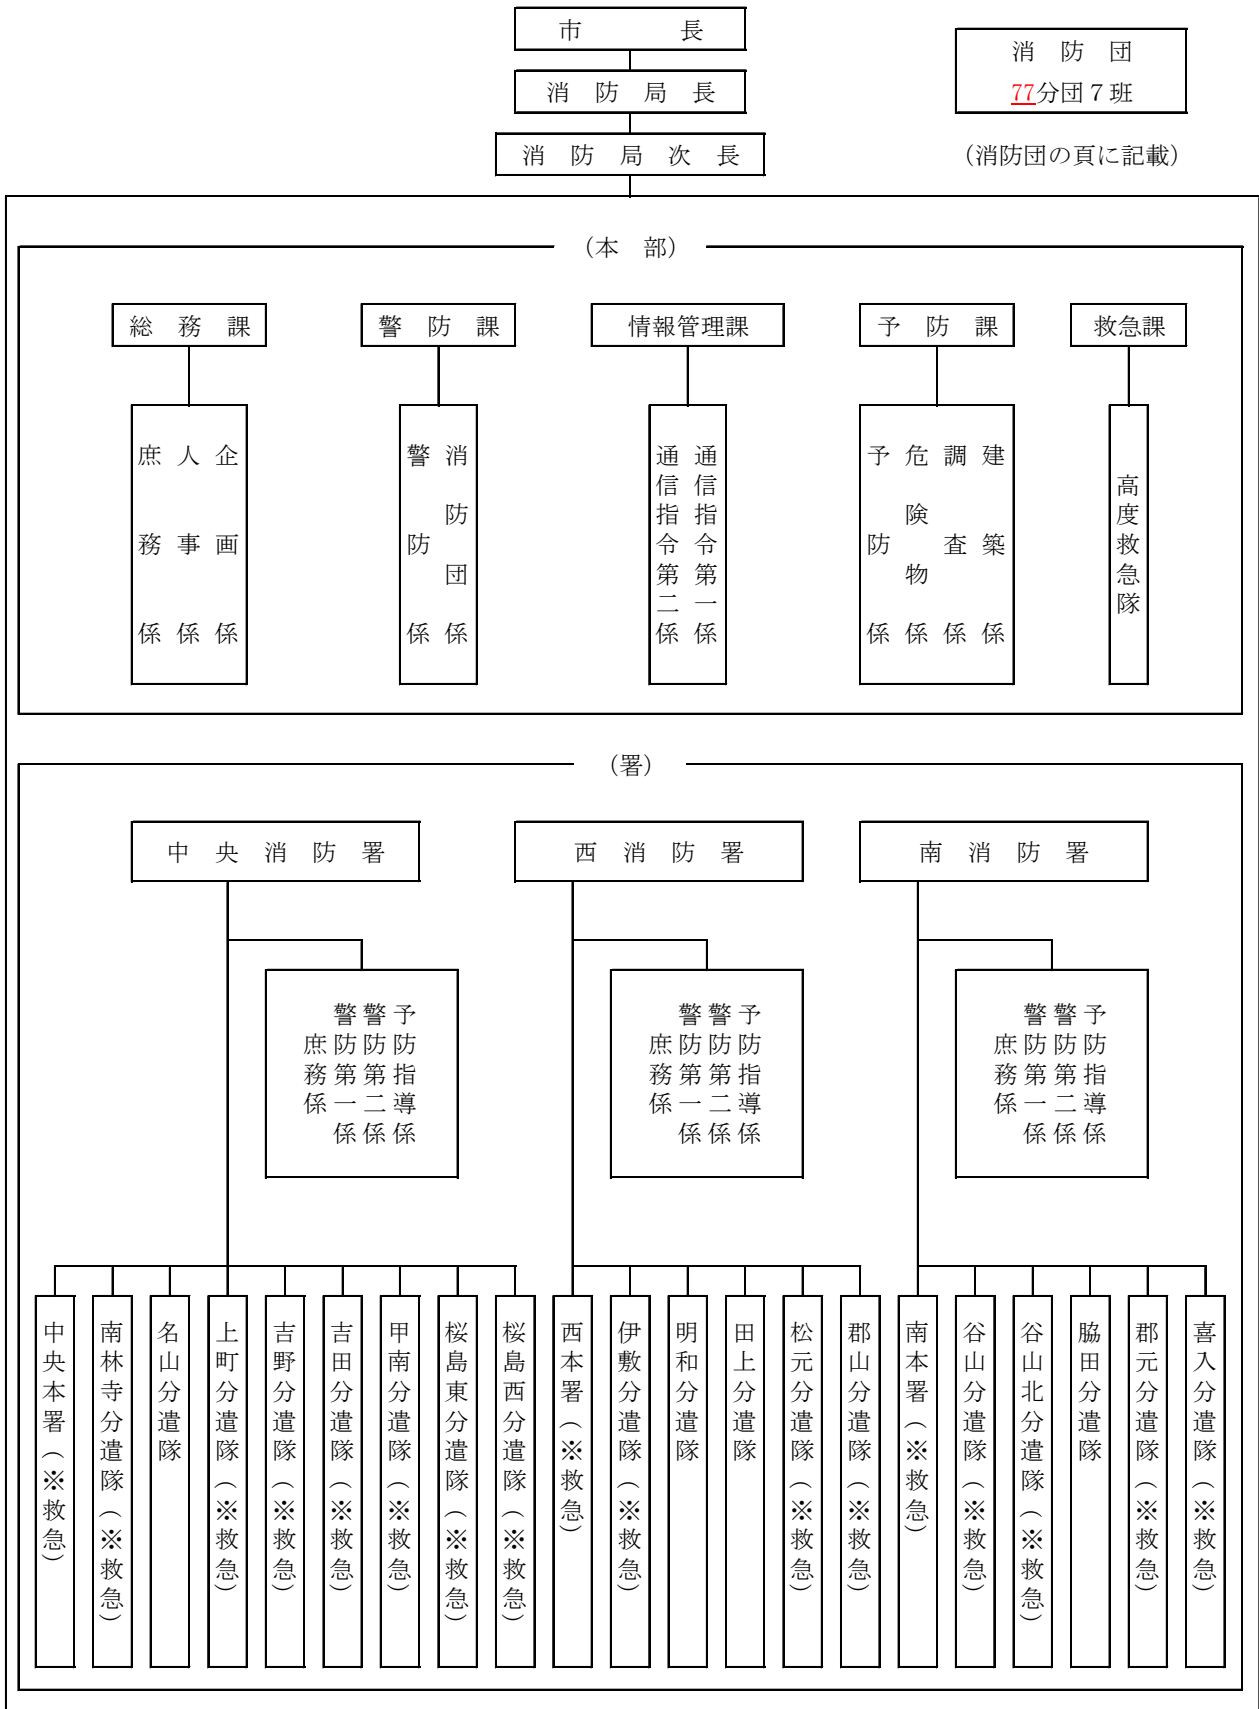 市　長
消防局長
消防局次長
消防団
77分団７班
（消防団の頁に記載）
（本　部）
総務課
警防課
情報管理課
予防課
救急課
庶務係
人事係
企画係
警防係
消防団係
通信指令第二係
通信指令第一係
予防係
危険物係
調査係
建築係
高度救急隊
（署）
中央消防署
西消防署
南消防署
庶務係
警防第一係
警防第二係
予防指導係
庶務係
警防第一係
警防第二係
予防指導係
庶務係
警防第一係
警防第二係
予防指導係
中央本署（※救急）
南林寺分遣隊（※救急）
名山分遣隊
上町分遣隊（※救急）
吉野分遣隊（※救急）
吉田分遣隊（※救急）
甲南分遣隊（※救急）
桜島東分遣隊（※救急）
桜島西分遣隊（※救急）
西本署（※救急）
伊敷分遣隊（※救急）
明和分遣隊
田上分遣隊
松元分遣隊（※救急）
郡山分遣隊（※救急）
南本署（※救急）
谷山分遣隊（※救急）
谷山北分遣隊（※救急）
脇田分遣隊
郡元分遣隊（※救急）
喜入分遣隊（※救急）